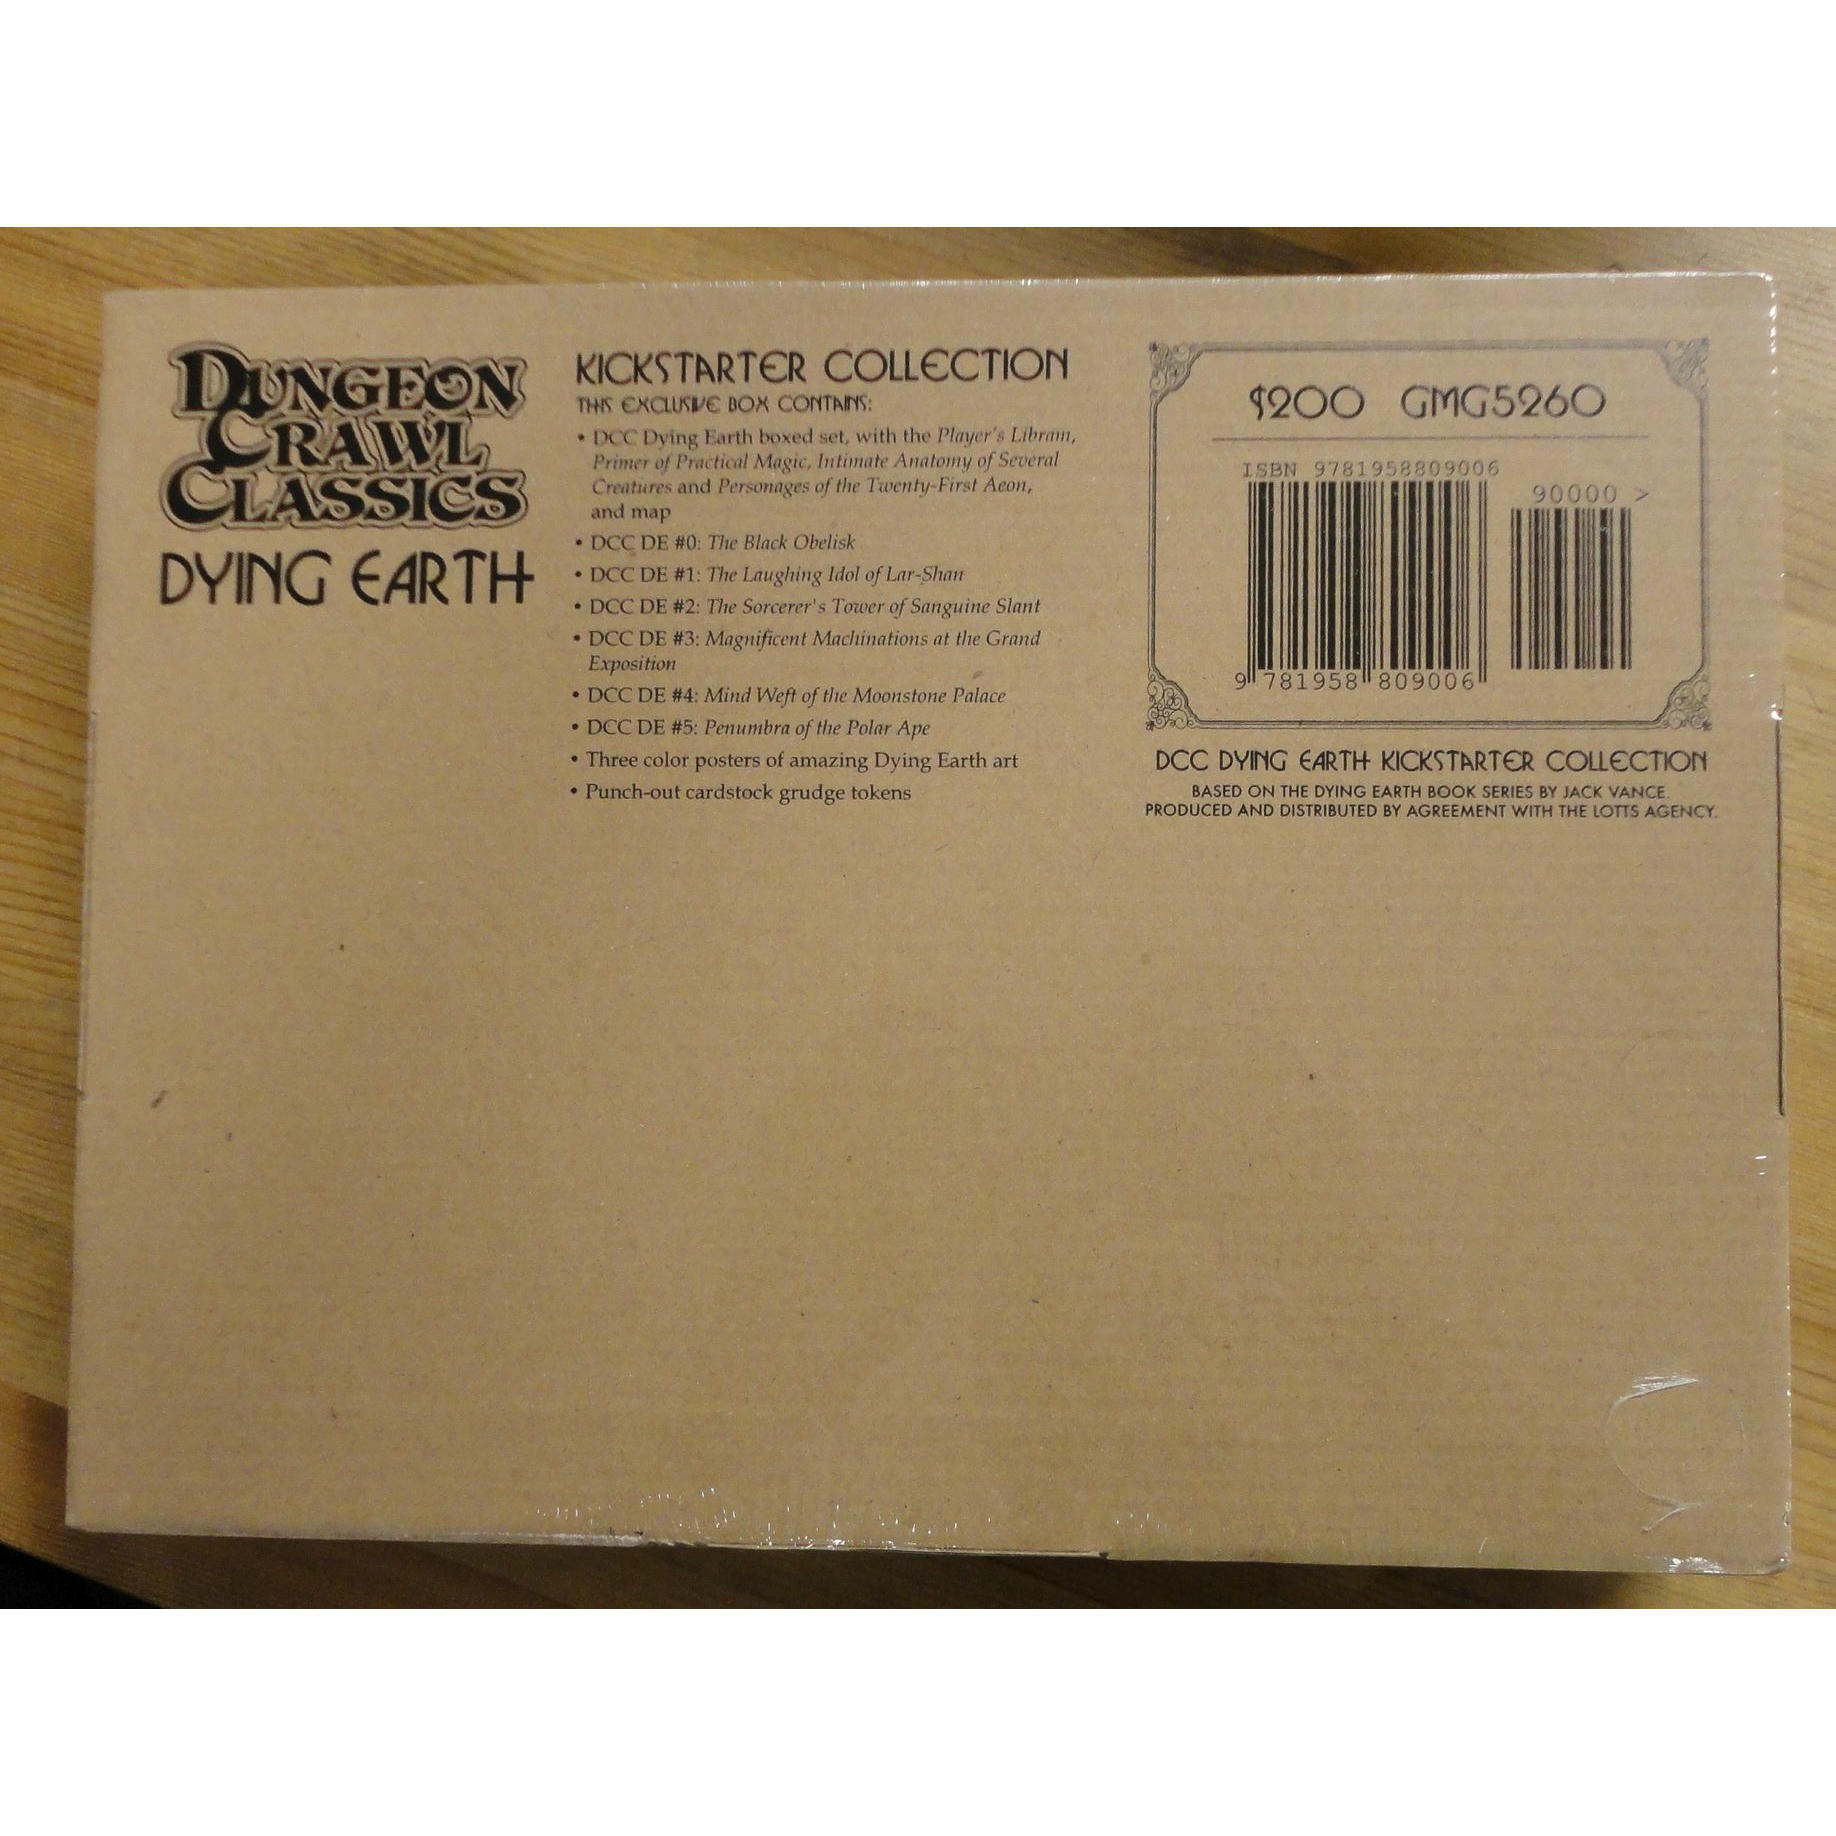 DUNGEON
CRAWL
CLASSICS
DYING EARTH
KICKSTARTER COLLECTION
THIS EXCLUSIVE BOX CONTAINS:
• DCC Dying Earth boxed set, with the Player's Libram,
Primer of Practical Magic, Intimate Anatomy of Several
Creatures and Personages of the Twenty-First Aeon,
and map
• DCC DE #0: The Black Obelisk
• DCC DE #1: The Laughing Idol of Lar-Shan
• DCC DE #2: The Sorcerer's Tower of Sanguine Slant
• DCC DE #3: Magnificent Machinations at the Grand
Exposition
• DCC DE #4: Mind Weft of the Moonstone Palace
• DCC DE #5: Penumbra of the Polar Ape
• Three color posters of amazing Dying Earth art
• Punch-out cardstock grudge tokens
$200 GMG5260
ISBN 9781958809006
90000 >
9 781958 809006
DCC DYING EARTH KICKSTARTER COLLECTION
BASED ON THE DYING EARTH BOOK SERIES BY JACK VANCE.
PRODUCED AND DISTRIBUTED BY AGREEMENT WITH THE LOTTS AGENCY.